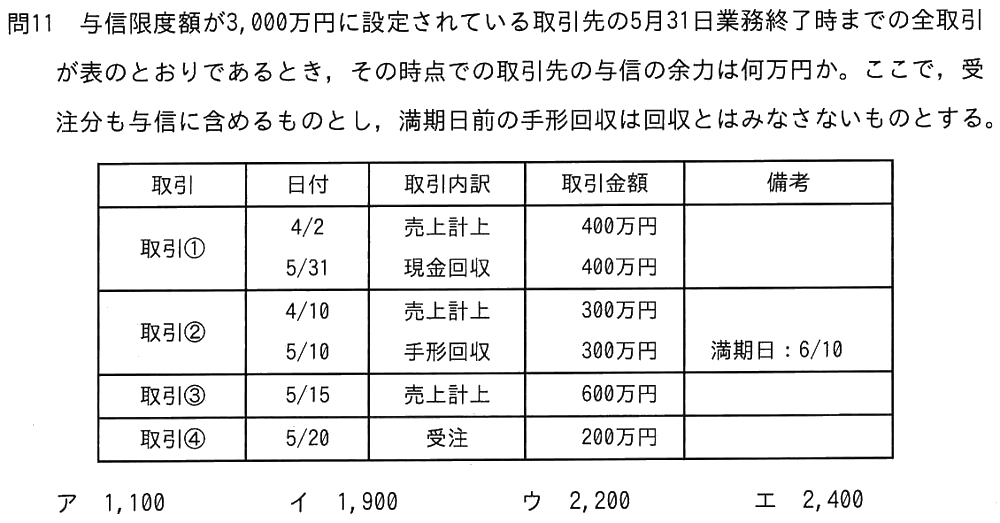 問11 与信限度額が3,000万円に設定されている取引先の5月31日業務終了時までの全取引
が表のとおりであるとき，その時点での取引先の与信の余力は何万円か。ここで，受
注分も与信に含めるものとし，満期日前の手形回収は回収とはみなさないものとする。
取引 日付 取引内訳 取引金額 備考
取引① 4/2 売上計上 400万円
5/31 現金回収 400万円
取引② 4/10 売上計上 300万円
5/10 手形回収 300万円 満期日：6/10
取引③ 5/15 売上計上 600万円
取引④ 5/20 受注 200万円
ア 1,100 イ 1,900 ウ 2,200 エ 2,400